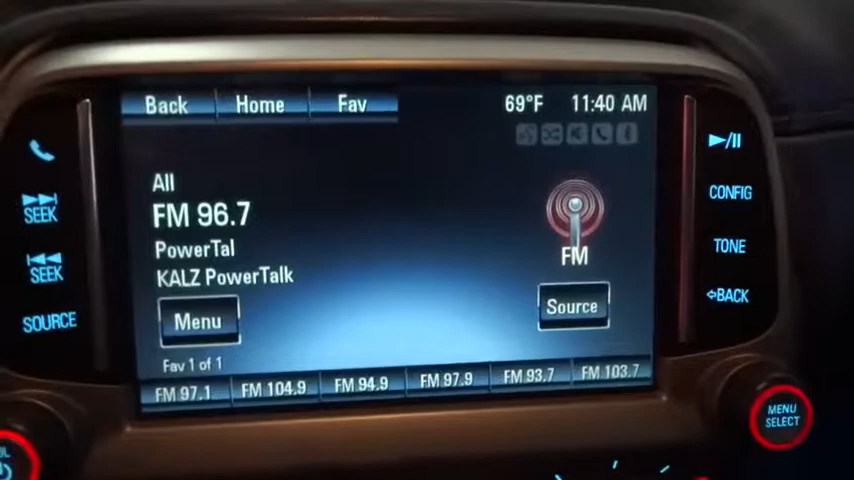 Back Home Fav 69°F 11:40 AM
All
FM 96.7
PowerTal
KALZ PowerTalk
Menu
FM
Source
Fav 1 of 1
FM 97.1 FM 104.9 FM 94.9 FM 97.9 FM 93.7 FM 103.7
SEEK
SEEK
SOURCE
CONFIG
TONE
BACK
MENU
SELECT